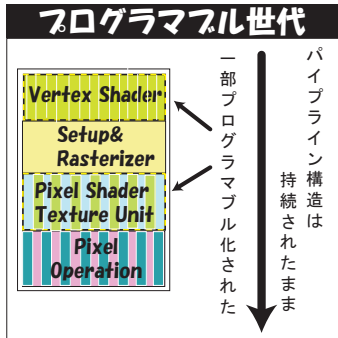 プログラマブル世代
Vertex Shader
Setup&
Rasterizer
Pixel Shader
Texture Unit
Pixel
Operation
パイプライン構造は
持続されたまま
一部プログラマブル化された